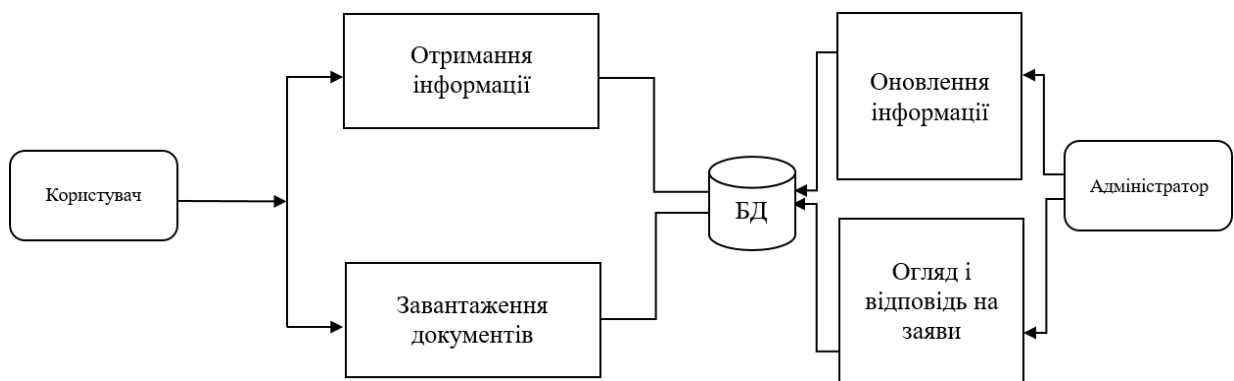 Отримання
інформації
Оновлення
інформації
Користувач
БД
Адміністратор
Завантаження
документів
Огляд і
відповідь на
заяви